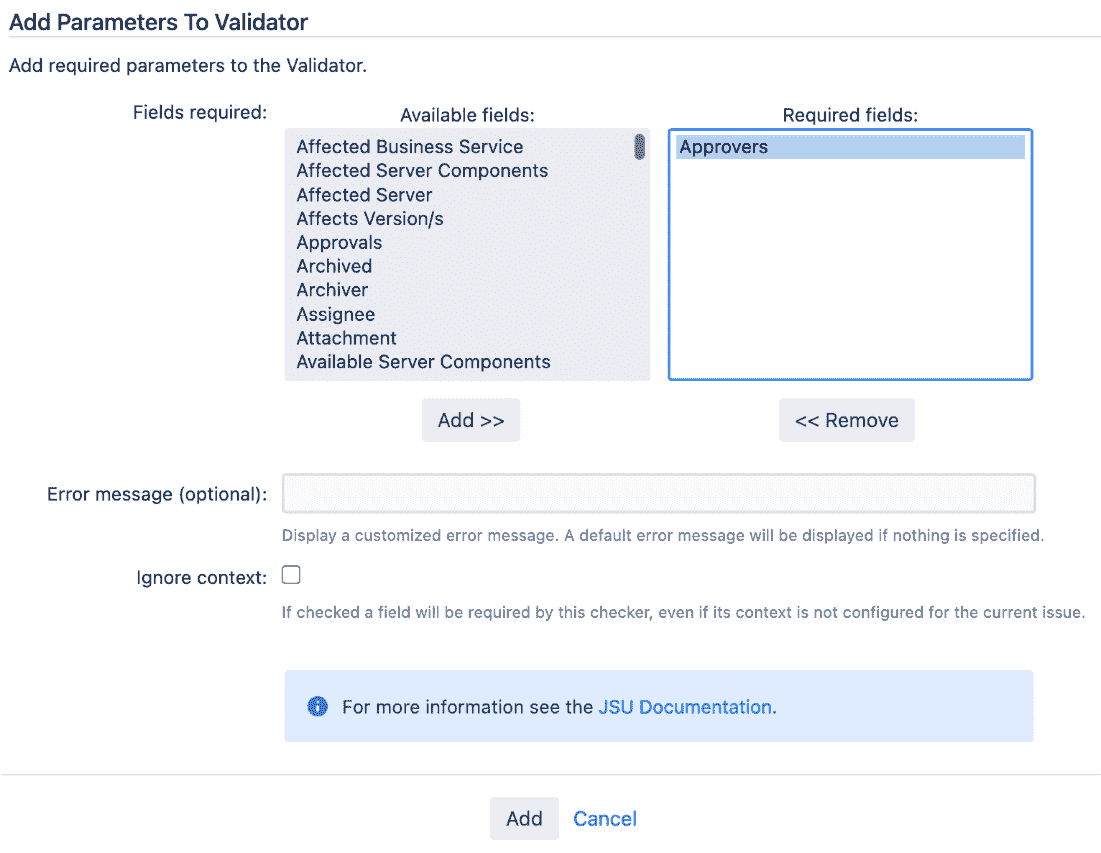 Add Parameters To Validator
Add required parameters to the Validator.
Fields required:
Available fields:
Required fields:
Affected Business Service
Affected Server Components
Affected Server
Affects Version/s
Approvals
Archived
Archiver
Assignee
Attachment
Available Server Components
Approvers
Add >>
<< Remove
Error message (optional):
Display a customized error message. A default error message will be displayed if nothing is specified.
Ignore context:
If checked a field will be required by this checker, even if its context is not configured for the current issue.
For more information see the JSU Documentation.
Add
Cancel